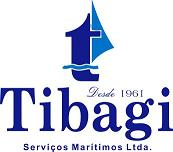 t
Desde 1961
Tibagi
Serviços Marítimos Ltda.